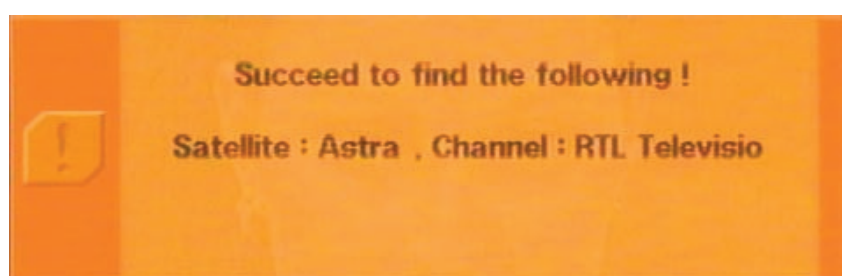 Succeed to find the following !
Satellite : Astra , Channel : RTL Televisio